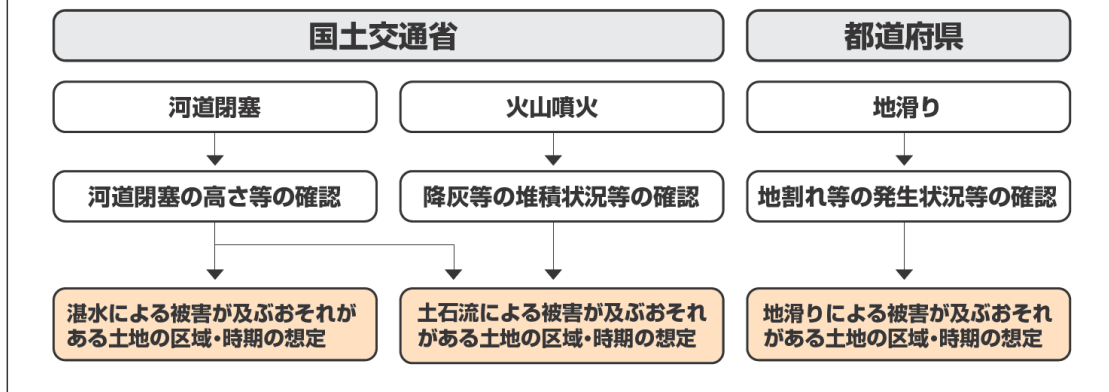 国土交通省
都道府県
河道閉塞
火山噴火
地滑り
河道閉塞の高さ等の確認
降灰等の堆積状況等の確認
地割れ等の発生状況等の確認
湛水による被害が及ぶおそれが
ある土地の区域・時期の想定
土石流による被害が及ぶおそれ
がある土地の区域・時期の想定
地滑りによる被害が及ぶおそれ
がある土地の区域・時期の想定